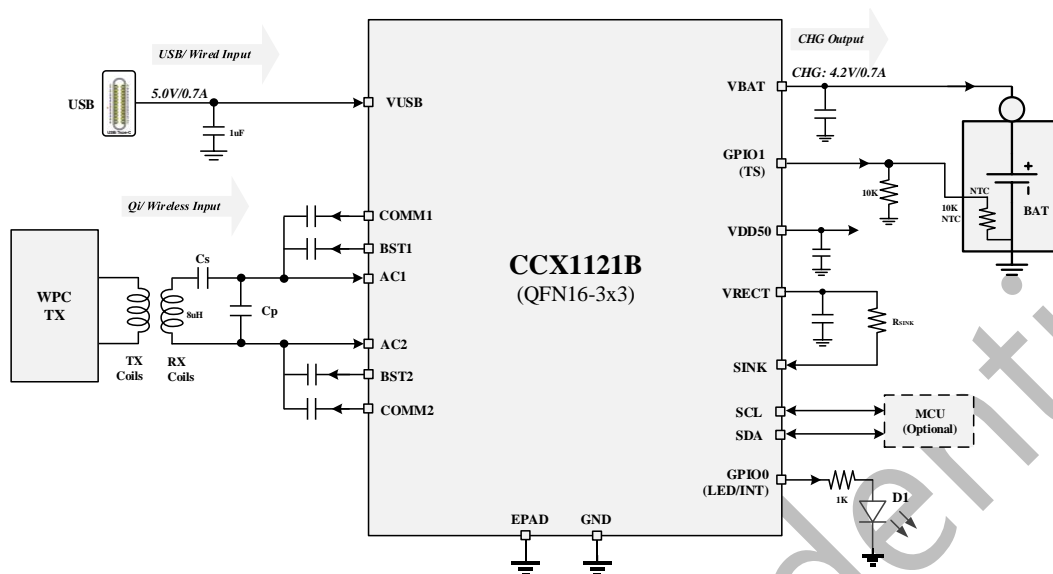 USB/ Wired Input
CHG Output
USB
5.0V/0.7A
1uF
VUSB
VBAT
CHG: 4.2V/0.7A
GPIO1
(TS)
10K
10K
NTC
NTC
BAT
Qi/ Wireless Input
COMM1
BST1
AC1
AC2
BST2
COMM2
WPC
TX
TX
Coils
RX
Coils
8uH
Cs
Cp
CCX1121B
(QFN16-3x3)
VDD50
VRECT
RSINK
SINK
SCL
SDA
MCU
(Optional)
GPIO0
(LED/INT)
1K
D1
EPAD
GND